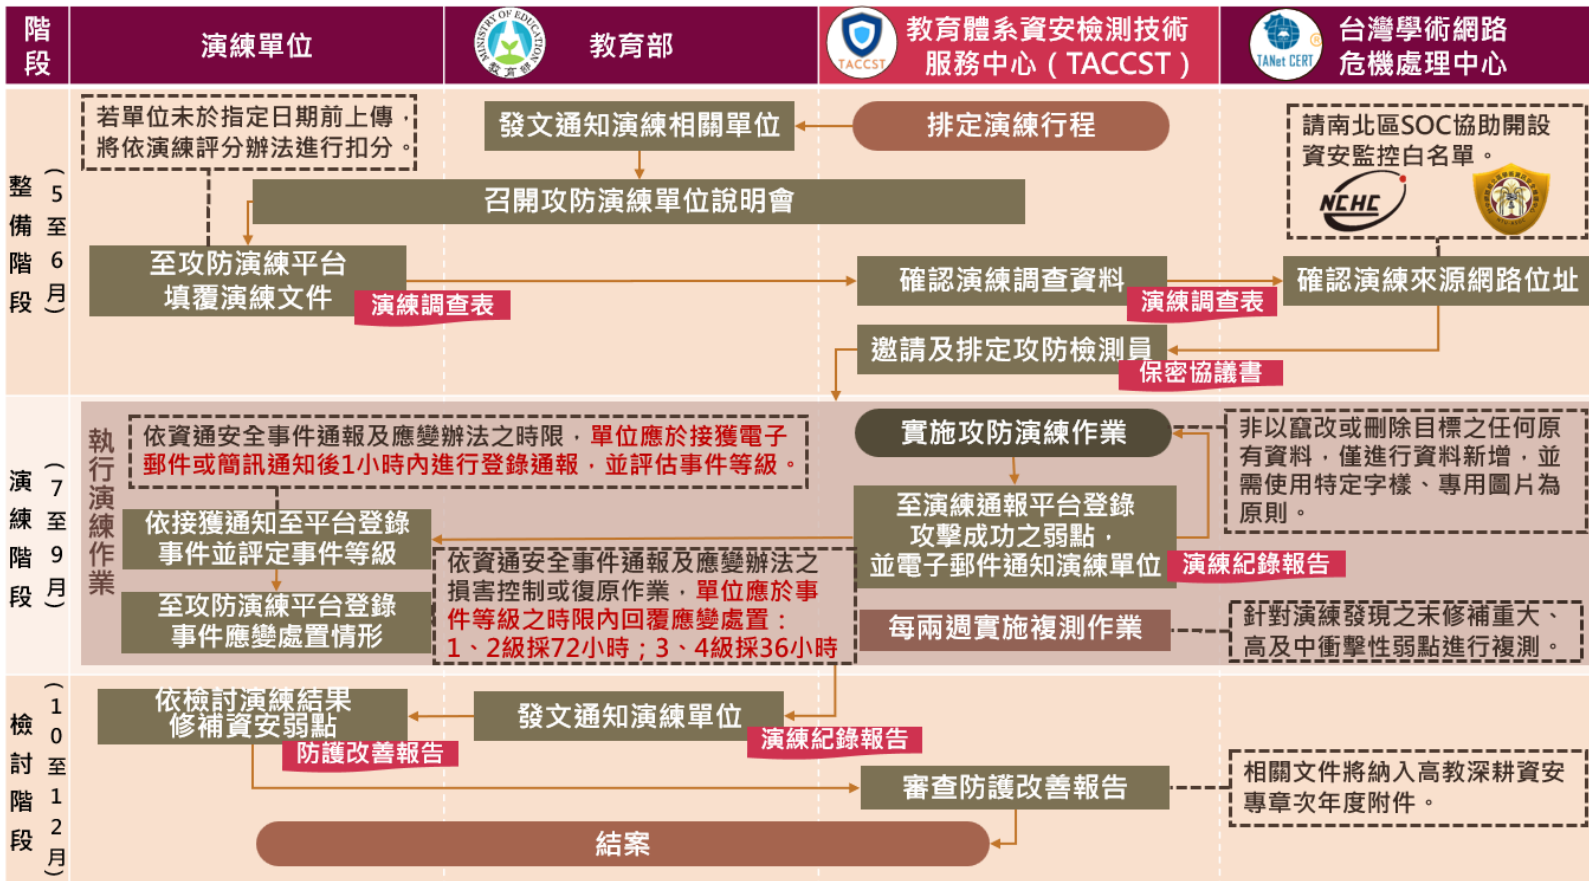 階段
演練單位
MINISTRY OF EDUCATION
教育部
教育部
TACCST
教育體系資安檢測技術
服務中心（TACCST）
TANet CERT
台灣學術網路
危機處理中心
整備階段
(5至6月)
若單位未於指定日期前上傳，
將依演練評分辦法進行扣分。
發文通知演練相關單位
排定演練行程
請南北區SOC協助開設
資安監控白名單。
NCHC
召開攻防演練單位說明會
至攻防演練平台
填覆演練文件
演練調查表
確認演練調查資料
演練調查表
確認演練來源網路位址
邀請及排定攻防檢測員
保密協議書
演練階段
(7至9月)
執行演練作業
依資通安全事件通報及應變辦法之時限，單位應於接獲電子
郵件或簡訊通知後1小時內進行登錄通報，並評估事件等級。
實施攻防演練作業
非以竄改或刪除目標之任何原
有資料，僅進行資料新增，並
需使用特定字樣、專用圖片為
原則。
依接獲通知至平台登錄
事件並評定事件等級
至演練通報平台登錄
攻擊成功之弱點，
並電子郵件通知演練單位
演練紀錄報告
至攻防演練平台登錄
事件應變處置情形
依資通安全事件通報及應變辦法之
損害控制或復原作業，單位應於事
件等級之時限內回覆應變處置：
1、2級採72小時；3、4級採36小時
每兩週實施複測作業
針對演練發現之未修補重大、
高及中衝擊性弱點進行複測。
檢討階段
(10至12月)
依檢討演練結果
修補資安弱點
防護改善報告
發文通知演練單位
演練紀錄報告
審查防護改善報告
相關文件將納入高教深耕資安
專章次年度附件。
結案